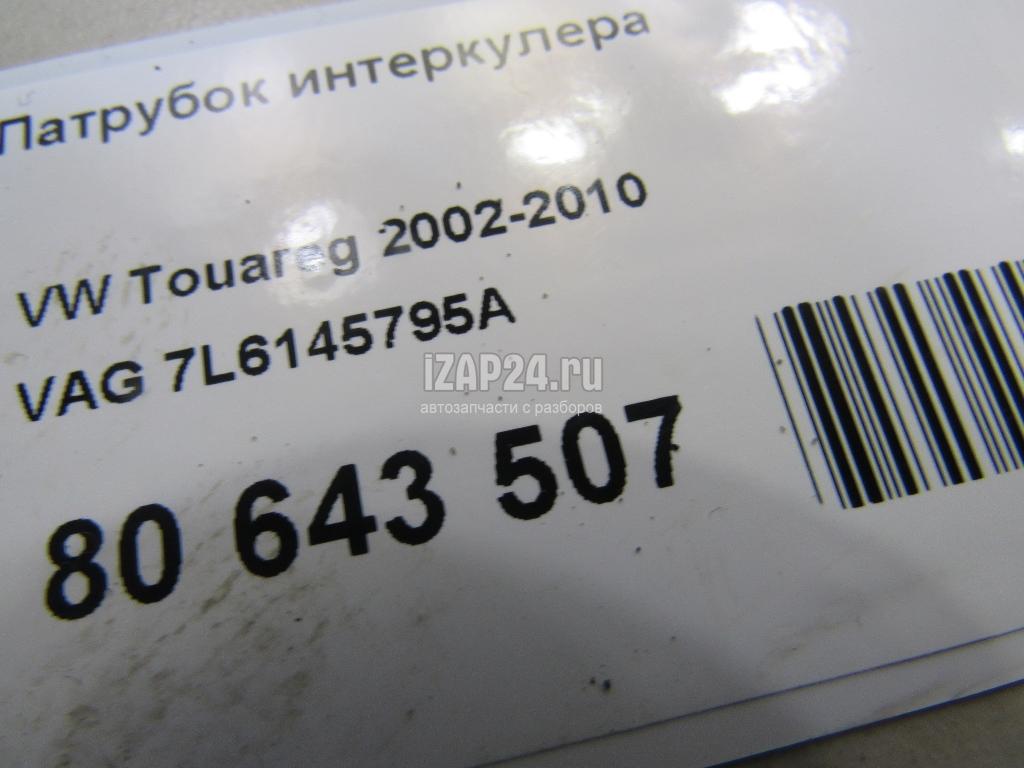 Патрубок интеркулера
VW Touareg 2002-2010
VAG 7L6145795A
iZAP24.ru
автозапчасти с разборов
80 643 507